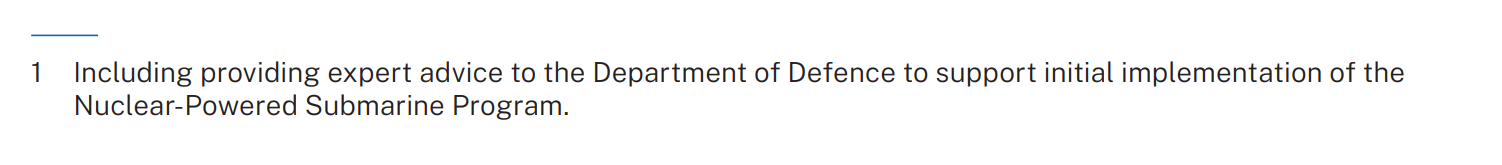 1 Including providing expert advice to the Department of Defence to support initial implementation of the
Nuclear-Powered Submarine Program.